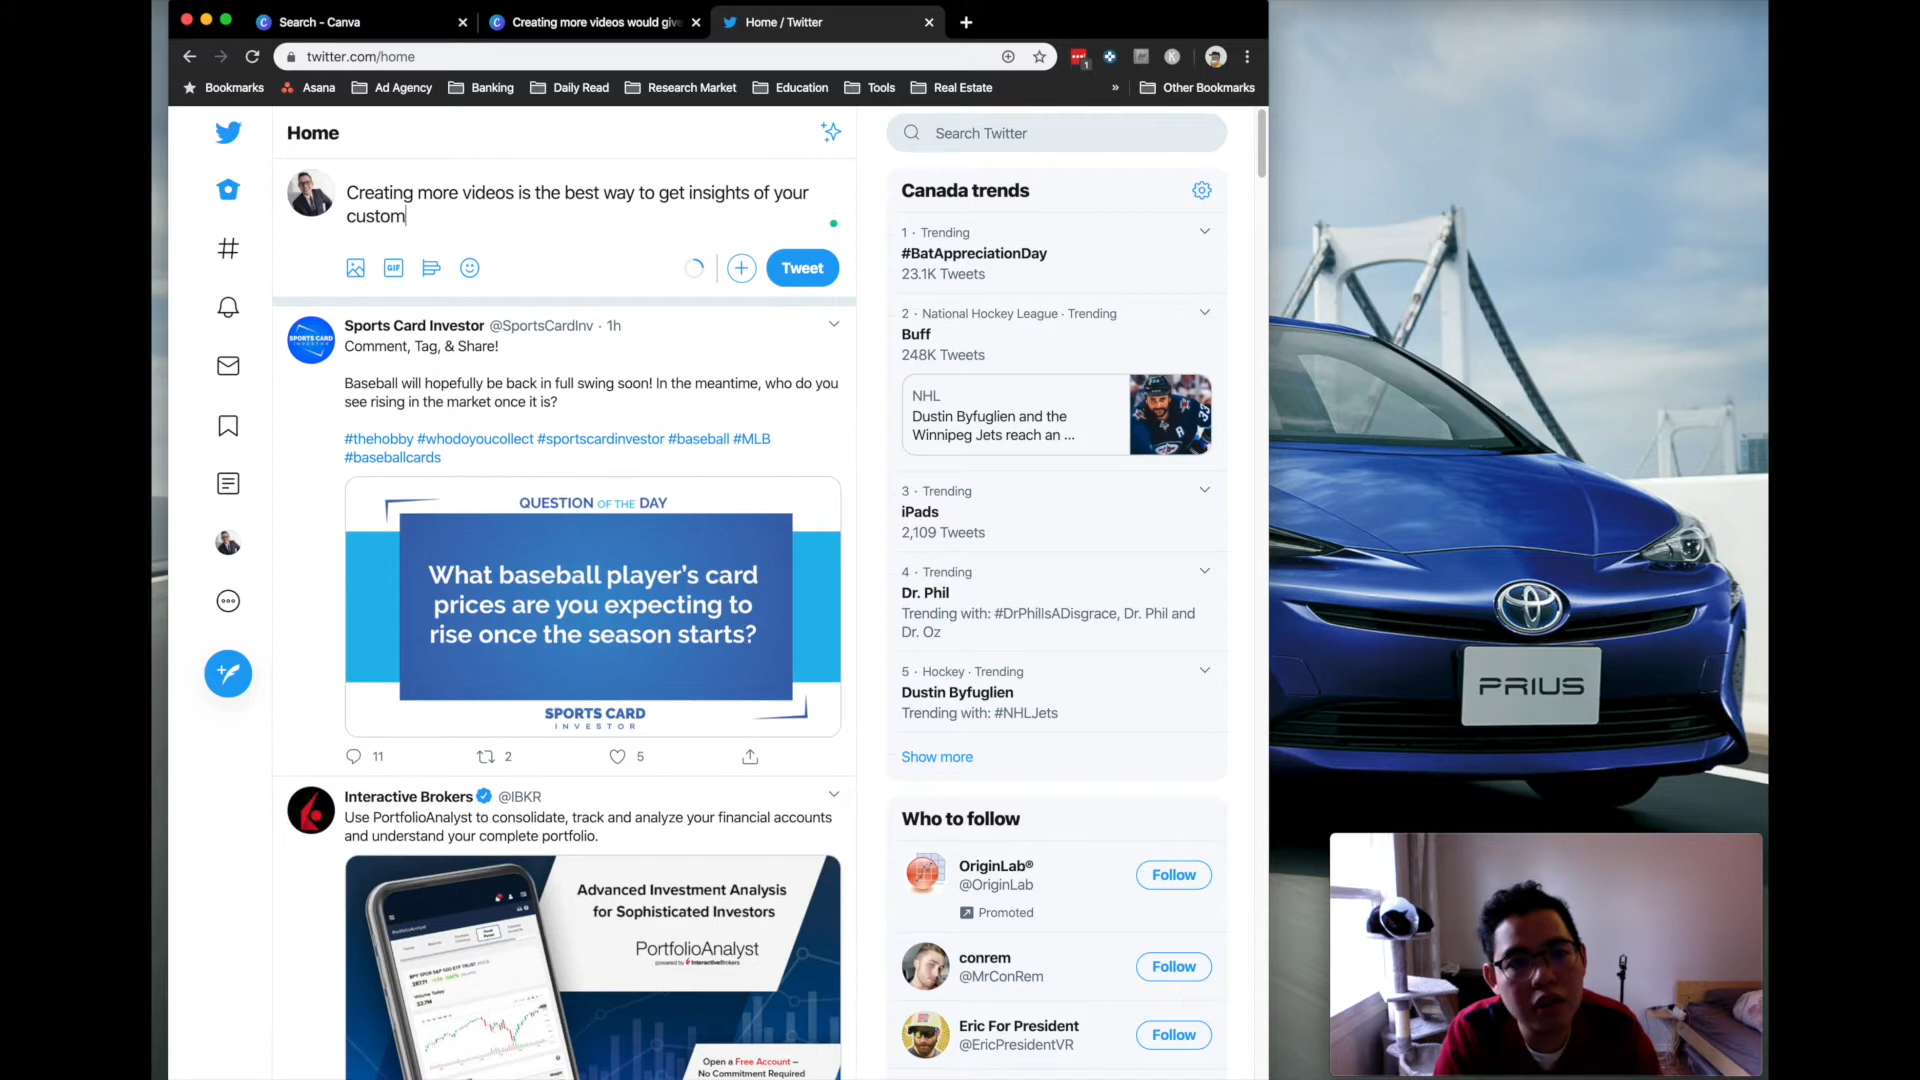 Search - Canva
Creating more videos would give
Home / Twitter
twitter.com/home
1
Bookmarks
Asana
Ad Agency
Banking
Daily Read
Research Market
Education
Tools
Real Estate
»
Other Bookmarks
Home
Creating more videos is the best way to get insights of your
custom
GIF
Tweet
Sports Card Investor @SportsCardInv · 1h
Comment, Tag, & Share!
Baseball will hopefully be back in full swing soon! In the meantime, who do you
see rising in the market once it is?
#thehobby #whodoyoucollect #sportscardinvestor #baseball #MLB
#baseballcards
SPORTS CARD
QUESTION OF THE DAY
What baseball player's card
prices are you expecting to
rise once the season starts?
SPORTS CARD
INVESTOR
11
2
5
Interactive Brokers @IBKR
Use PortfolioAnalyst to consolidate, track and analyze your financial accounts
and understand your complete portfolio.
Advanced Investment Analysis
for Sophisticated Investors
PortfolioAnalyst
powered by InteractiveBrokers
Open a Free Account –
No Commitment Required
Search Twitter
Canada trends
1 · Trending
#BatAppreciationDay
23.1K Tweets
2 · National Hockey League · Trending
Buff
248K Tweets
NHL
Dustin Byfuglien and the
Winnipeg Jets reach an ...
3 · Trending
iPads
2,109 Tweets
4 · Trending
Dr. Phil
Trending with: #DrPhilIsADisgrace, Dr. Phil and
Dr. Oz
5 · Hockey · Trending
Dustin Byfuglien
Trending with: #NHLJets
Show more
Who to follow
OriginLab®
@OriginLab
Promoted
Follow
conrem
@MrConRem
Follow
Eric For President
@EricPresidentVR
Follow
PRIUS